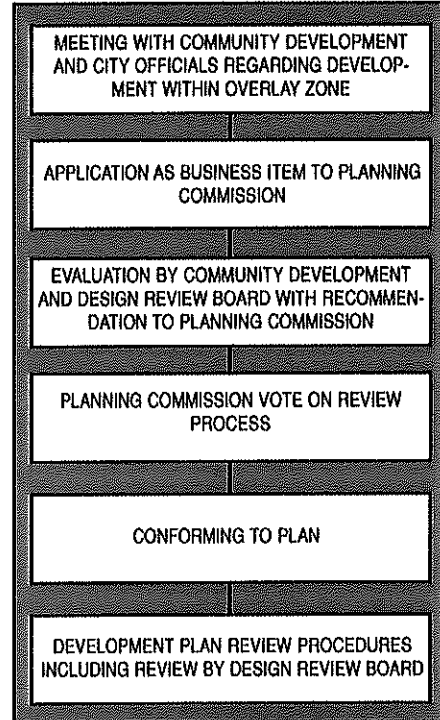 MEETING WITH COMMUNITY DEVELOPMENT
AND CITY OFFICIALS REGARDING DEVELOP-
MENT WITHIN OVERLAY ZONE
APPLICATION AS BUSINESS ITEM TO PLANNING
COMMISSION
EVALUATION BY COMMUNITY DEVELOPMENT
AND DESIGN REVIEW BOARD WITH RECOMMEN-
DATION TO PLANNING COMMISSION
PLANNING COMMISSION VOTE ON REVIEW
PROCESS
CONFORMING TO PLAN
DEVELOPMENT PLAN REVIEW PROCEDURES
INCLUDING REVIEW BY DESIGN REVIEW BOARD